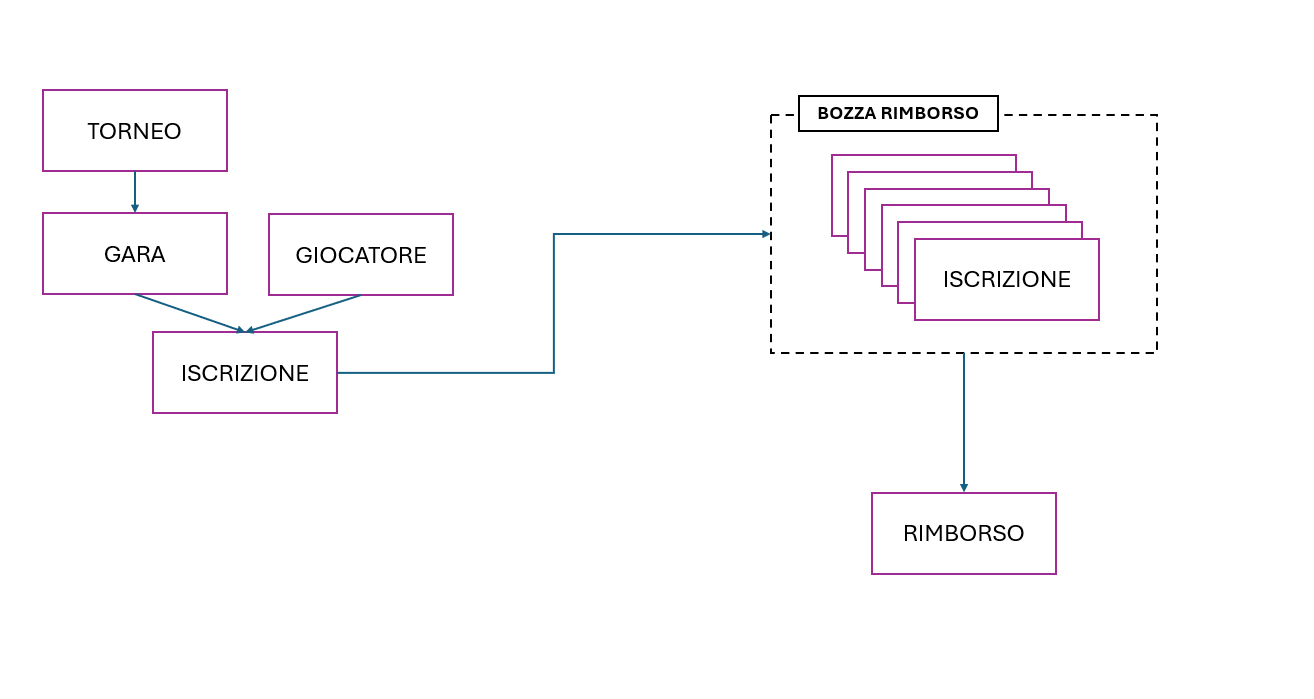 TORNEO
GARA
GIOCATORE
ISCRIZIONE
BOZZA RIMBORSO
ISCRIZIONE
RIMBORSO